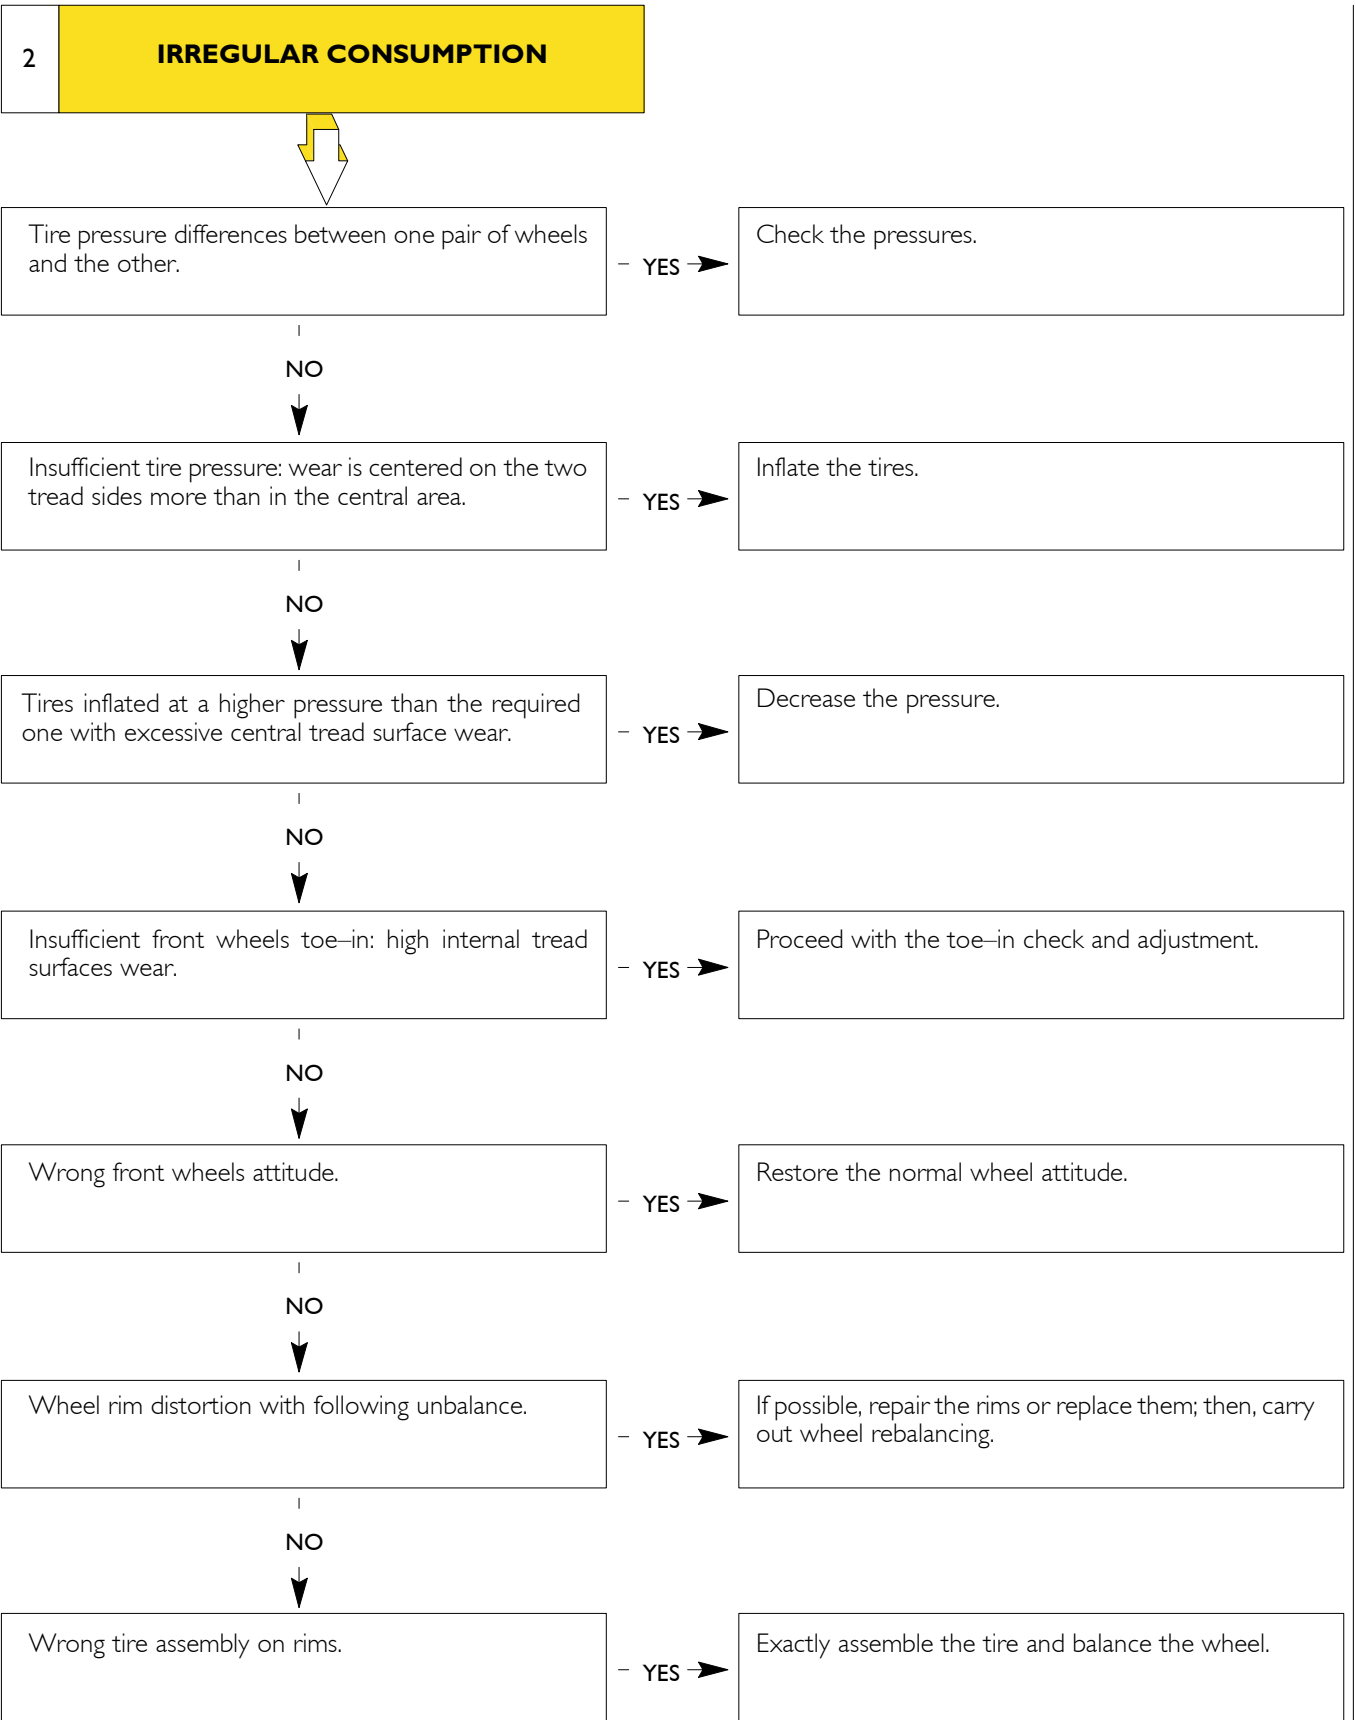 2
IRREGULAR CONSUMPTION
Tire pressure differences between one pair of wheels
and the other.
YES
Check the pressures.
NO
Insufficient tire pressure: wear is centered on the two
tread sides more than in the central area.
YES
Inflate the tires.
NO
Tires inflated at a higher pressure than the required
one with excessive central tread surface wear.
YES
Decrease the pressure.
NO
Insufficient front wheels toe–in: high internal tread
surfaces wear.
YES
Proceed with the toe–in check and adjustment.
NO
Wrong front wheels attitude.
YES
Restore the normal wheel attitude.
NO
Wheel rim distortion with following unbalance.
YES
If possible, repair the rims or replace them; then, carry
out wheel rebalancing.
NO
Wrong tire assembly on rims.
YES
Exactly assemble the tire and balance the wheel.